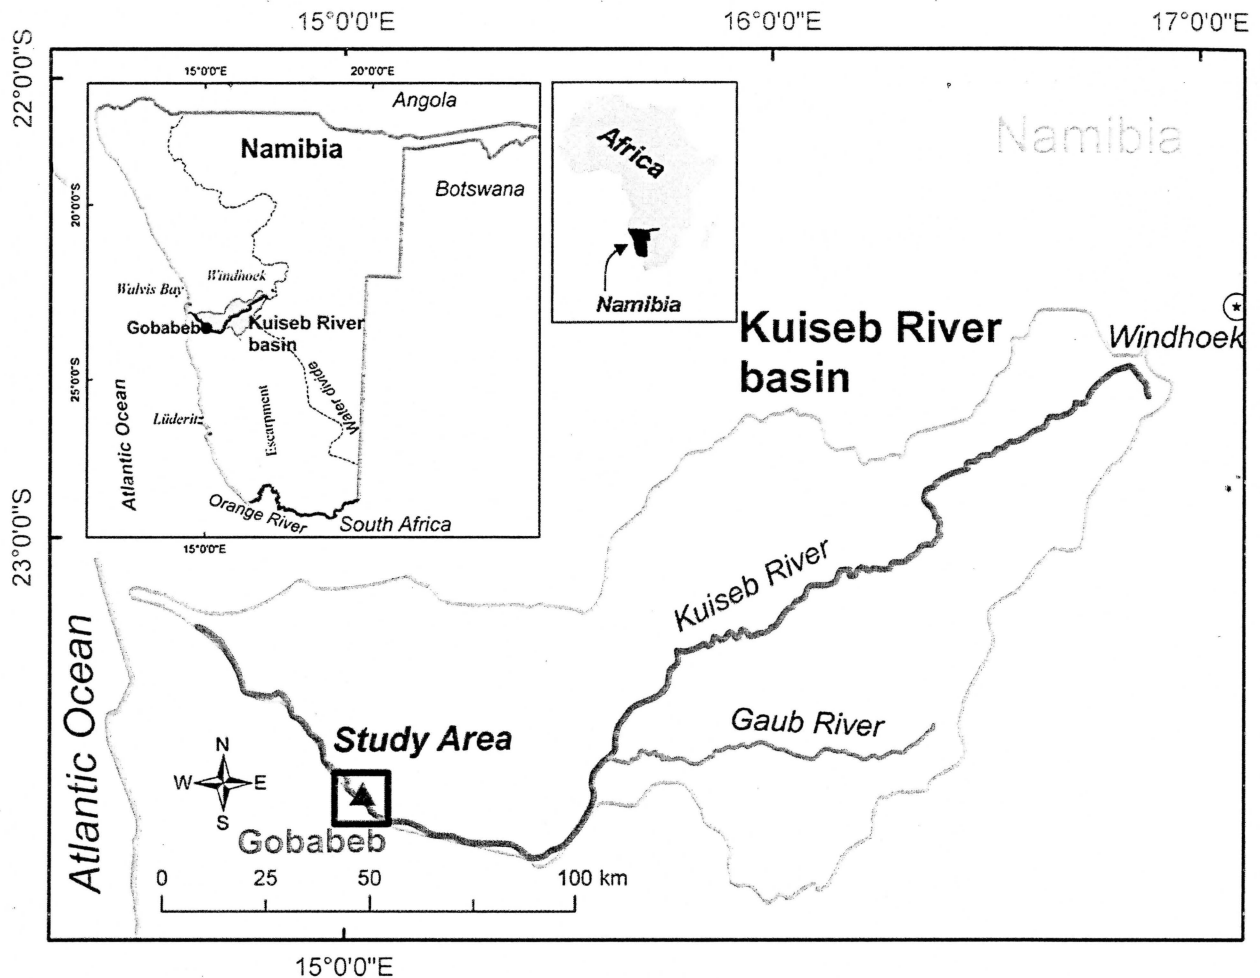 15°0'0"E
16°0'0"E
17°0'0"E
22°0'0"S
15°0'0"E
20°0'0"E
Angola
Namibia
Botswana
20°0'0"S
Windhoek
Walvis Bay
Gobabeb
Kuiseb River
basin
25°0'0"S
Water divide
Escarpment
Lüderitz
Atlantic Ocean
Orange River
South Africa
15°0'0"E
Africa
Namibia
Namibia
Kuiseb River
basin
Windhoek
23°0'0"S
Kuiseb River
Gaub River
Atlantic Ocean
Study Area
N
W
E
S
Gobabeb
0
25
50
100 km
15°0'0"E